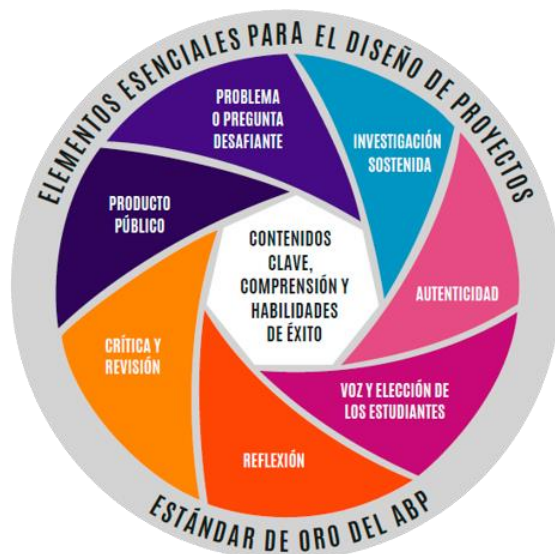 ELEMENTOS ESENCIALES PARA EL DISEÑO DE PROYECTOS
PROBLEMA
O PREGUNTA
DESAFIANTE
INVESTIGACIÓN
SOSTENIDA
AUTENTICIDAD
VOZ Y ELECCIÓN DE
LOS ESTUDIANTES
REFLEXIÓN
CRÍTICA Y
REVISIÓN
PRODUCTO
PÚBLICO
CONTENIDOS
CLAVE,
COMPRENSIÓN Y
HABILIDADES
DE ÉXITO
ESTÁNDAR DE ORO DEL ABP